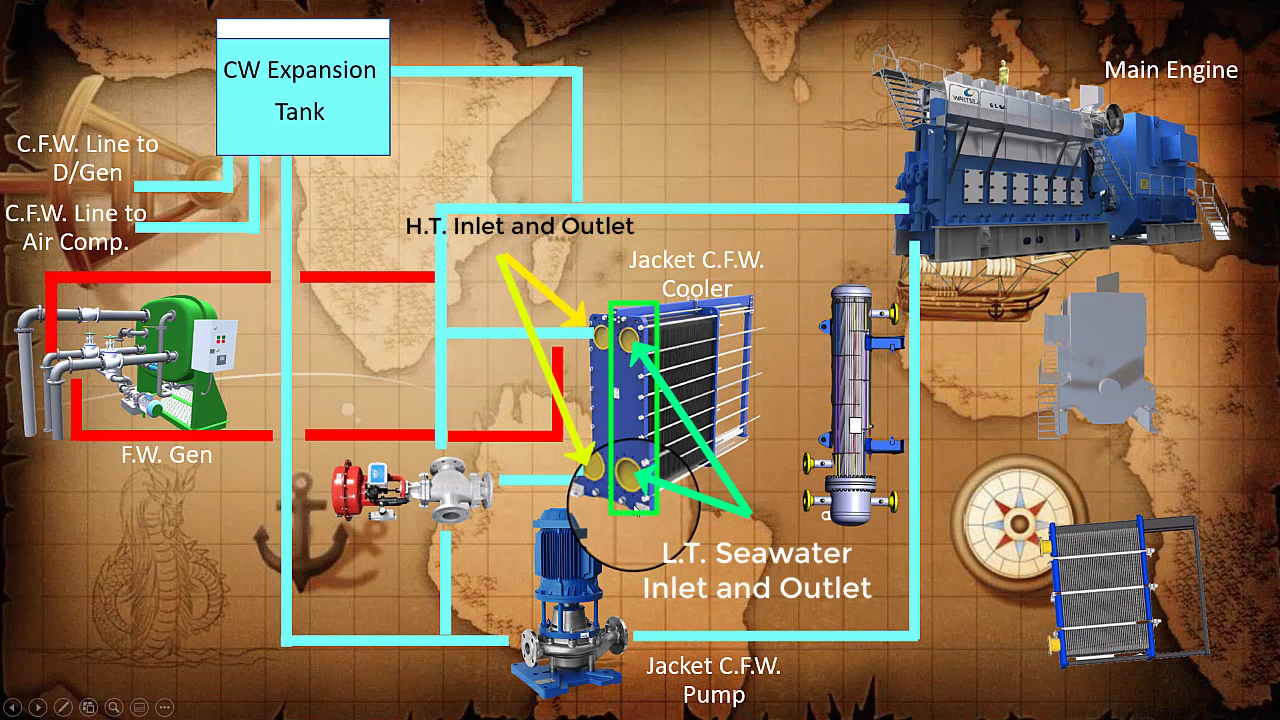 CW Expansion
Tank
Main Engine
WARTSILA
C.F.W. Line to
D/Gen
C.F.W. Line to
Air Comp.
H.T. Inlet and Outlet
Jacket C.F.W.
Cooler
F.W. Gen
L.T. Seawater
Inlet and Outlet
Jacket C.F.W.
Pump